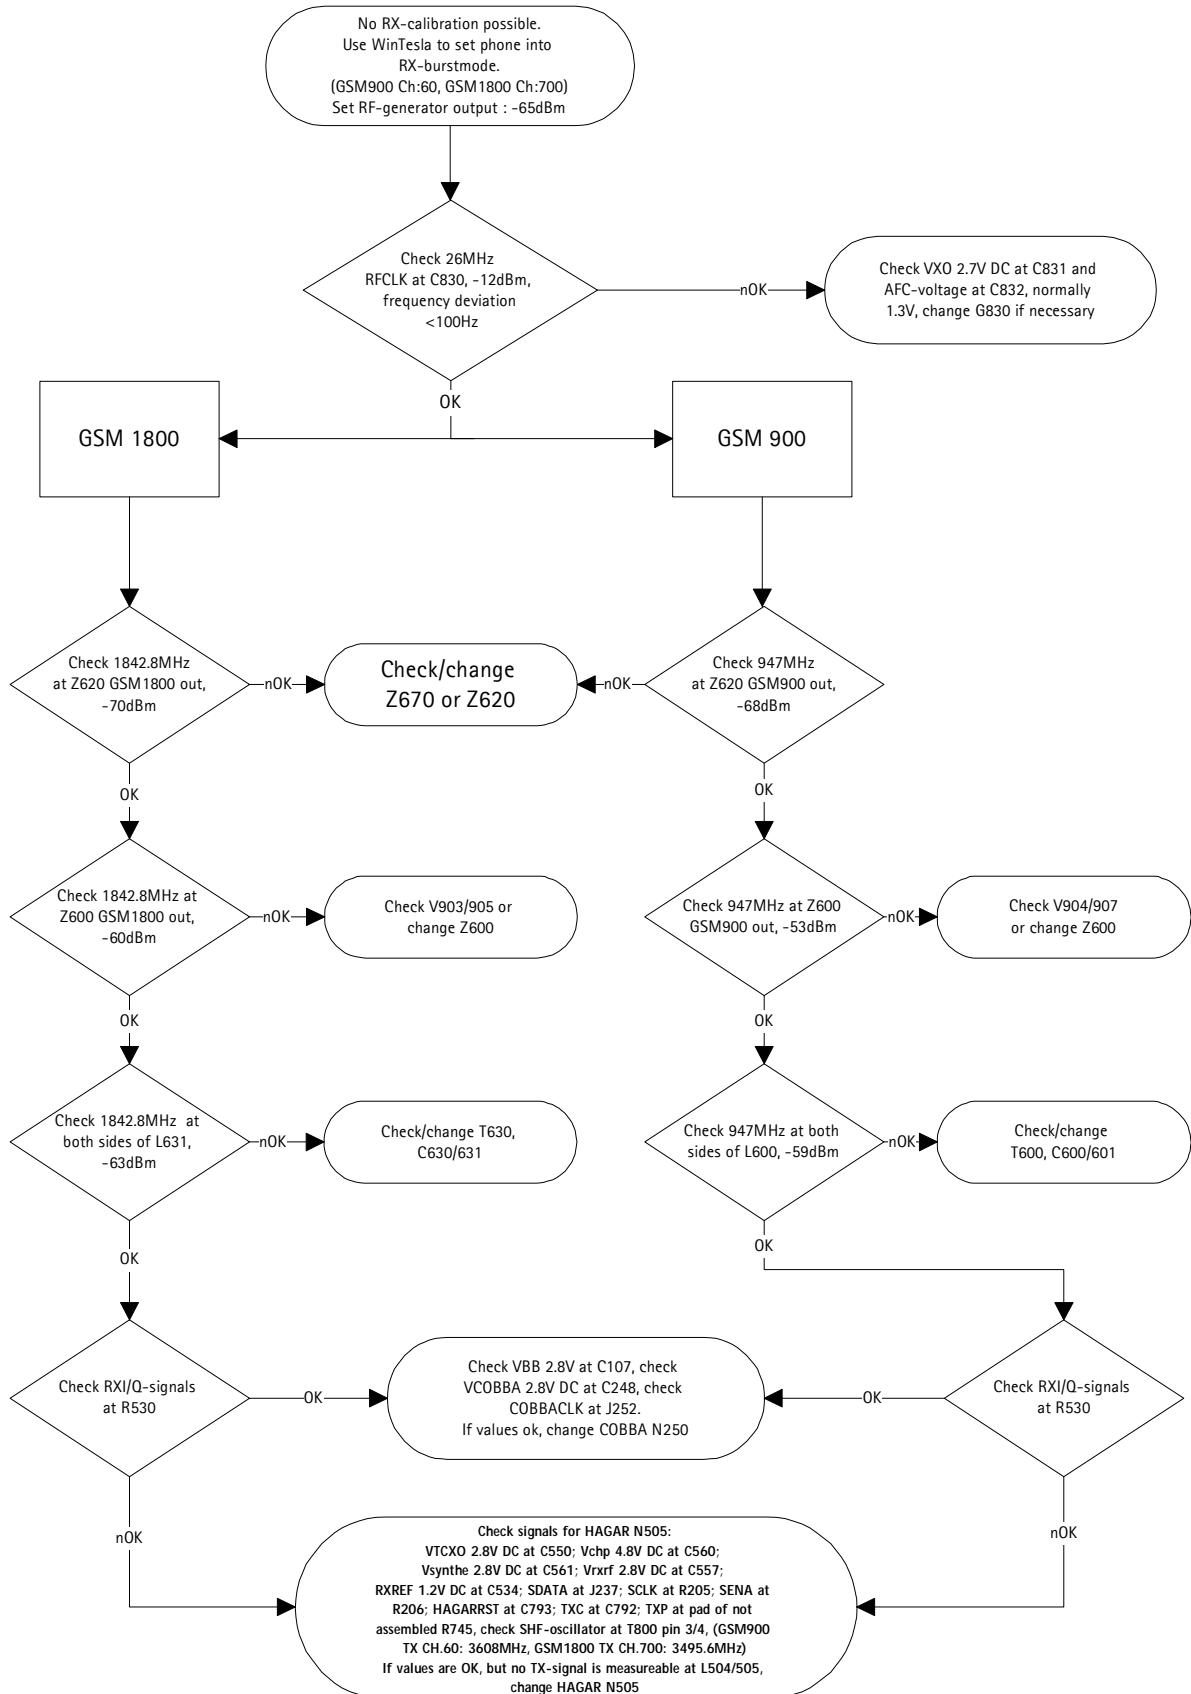 No RX-calibration possible.
Use WinTesla to set phone into
RX-burstmode.
(GSM900 Ch:60, GSM1800 Ch:700)
Set RF-generator output : -65dBm
Check 26MHz
RFCLK at C830, -12dBm,
frequency deviation
<100Hz
nOK
Check VXO 2.7V DC at C831 and
AFC-voltage at C832, normally
1.3V, change G830 if necessary
OK
GSM 1800
GSM 900
Check 1842.8MHz
at Z620 GSM1800 out,
-70dBm
nOK
Check/change
Z670 or Z620
nOK
Check 947MHz
at Z620 GSM900 out,
-68dBm
OK
OK
Check 1842.8MHz at
Z600 GSM1800 out,
-60dBm
nOK
Check V903/905 or
change Z600
Check 947MHz at Z600
GSM900 out, -53dBm
nOK
Check V904/907
or change Z600
OK
OK
Check 1842.8MHz at
both sides of L631,
-63dBm
nOK
Check/change T630,
C630/631
Check 947MHz at both
sides of L600, -59dBm
nOK
Check/change
T600, C600/601
OK
OK
Check RXI/Q-signals
at R530
OK
Check VBB 2.8V at C107, check
VCOBBA 2.8V DC at C248, check
COBBACLK at J252.
If values ok, change COBBA N250
OK
Check RXI/Q-signals
at R530
nOK
nOK
Check signals for HAGAR N505:
VTCXO 2.8V DC at C550; Vchp 4.8V DC at C560;
Vsynthe 2.8V DC at C561; Vrxrf 2.8V DC at C557;
RXREF 1.2V DC at C534; SDATA at J237; SCLK at R205; SENA at
R206; HAGARRST at C793; TXC at C792; TXP at pad of not
assembled R745, check SHF-oscillator at T800 pin 3/4, (GSM900
TX CH.60: 3608MHz, GSM1800 TX CH.700: 3495.6MHz)
If values are OK, but no TX-signal is measureable at L504/505,
change HAGAR N505